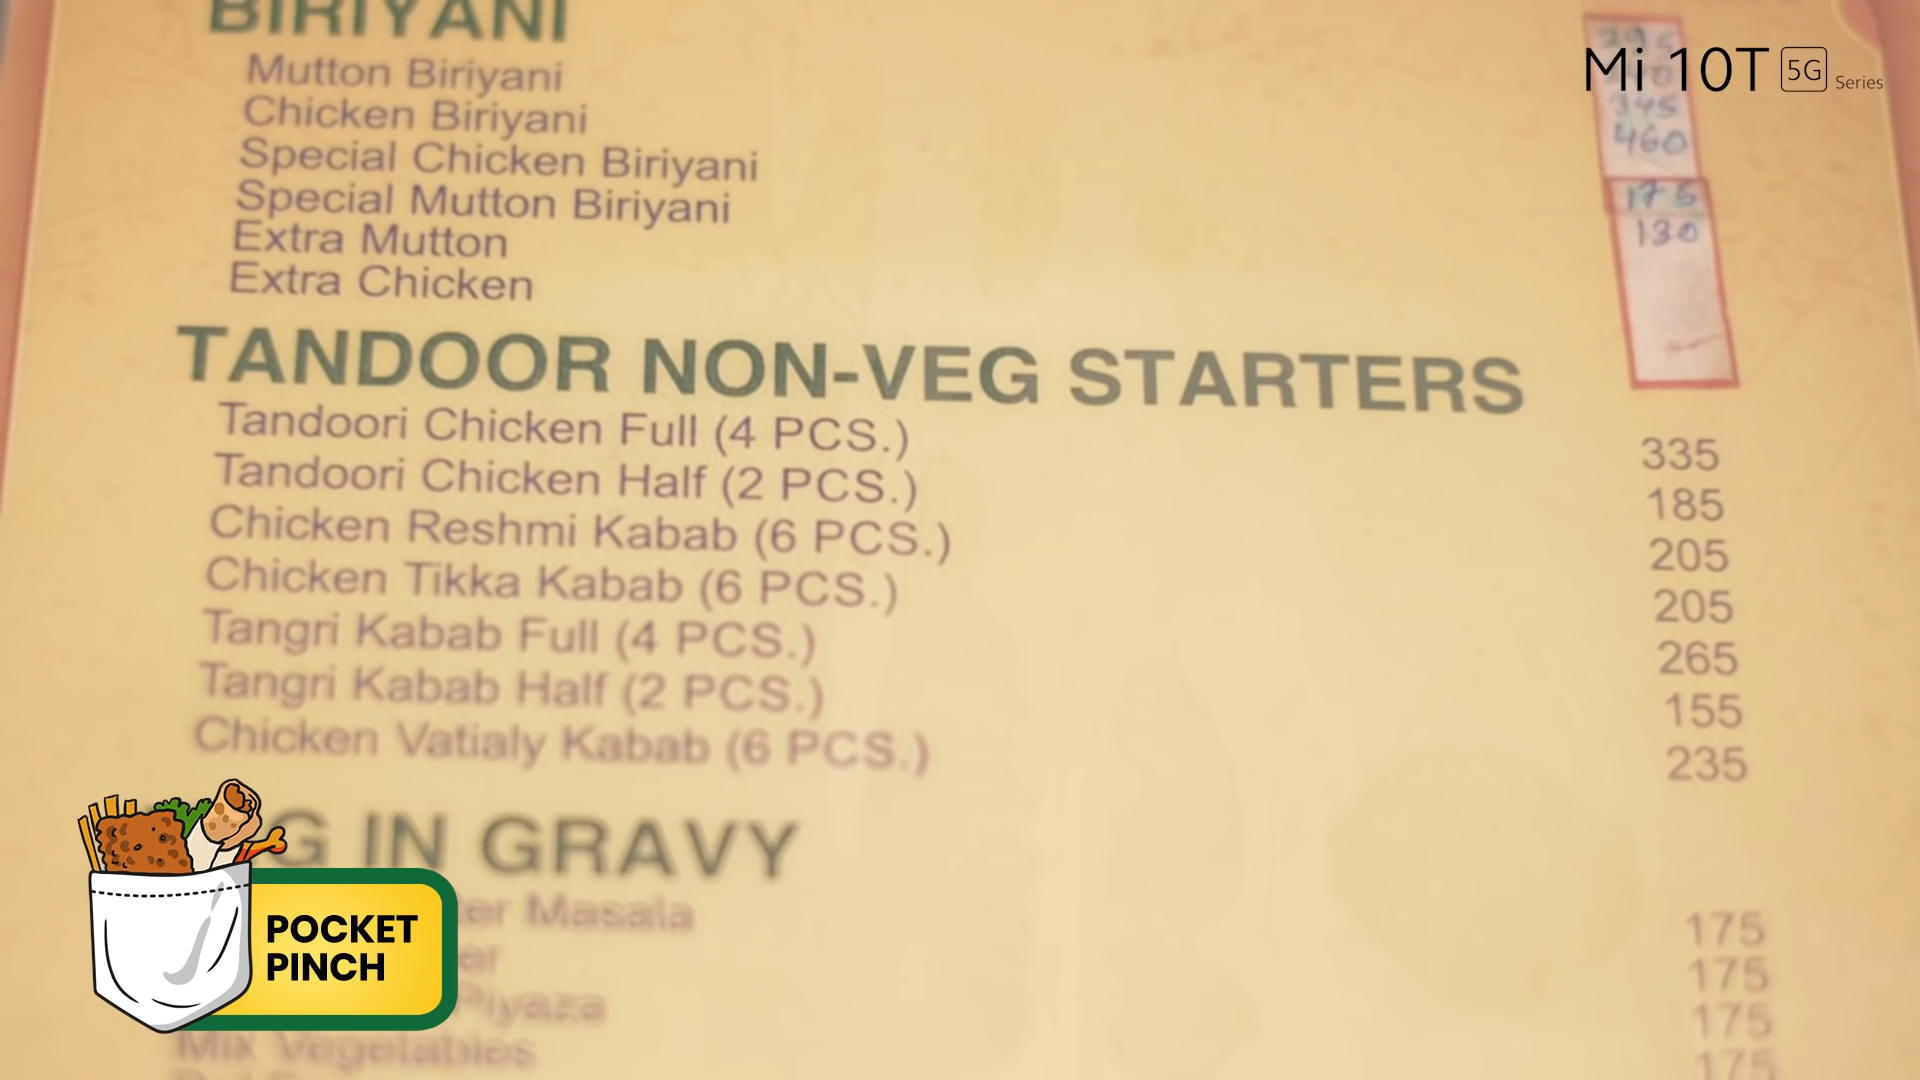 BIRIYANI
Mutton Biriyani
Chicken Biriyani
Special Chicken Biriyani 345
Special Mutton Biriyani 460
Extra Mutton 175
Extra Chicken 130
Mi 10T 5G Series
TANDOOR NON-VEG STARTERS
Tandoori Chicken Full (4 PCS.) 335
Tandoori Chicken Half (2 PCS.) 185
Chicken Reshmi Kabab (6 PCS.) 205
Chicken Tikka Kabab (6 PCS.) 205
Tangri Kabab Full (4 PCS.) 265
Tangri Kabab Half (2 PCS.) 155
Chicken Vatialy Kabab (6 PCS.) 235
IN GRAVY
Masala 175
175
Piyaza 175
Mix Vegetables 175
POCKET
PINCH